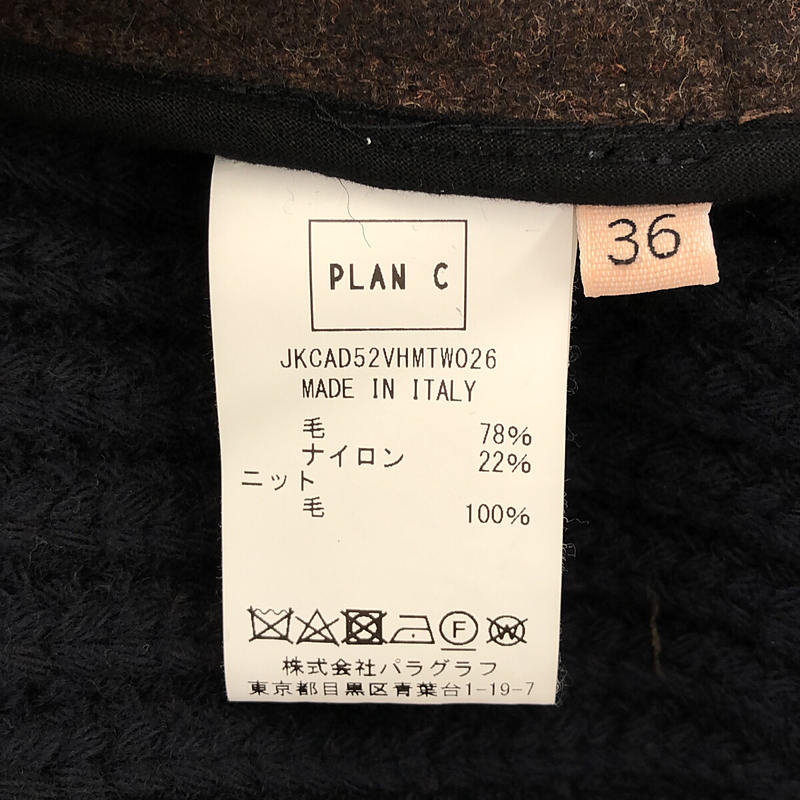 PLAN C
36
JKCAD52VHMTW026
MADE IN ITALY
毛 78%
ナイロン 22%
ニット
毛 100%
F W
株式会社パラグラフ
東京都目黒区青葉台1-19-7